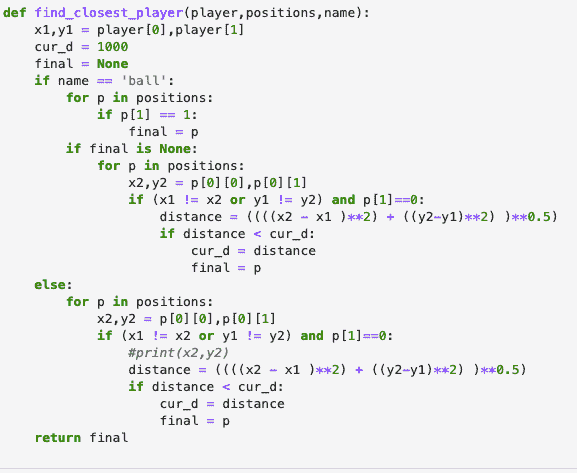 def find_closest_player(player,positions,name):
    x1,y1 = player[0],player[1]
    cur_d = 1000
    final = None
    if name == 'ball':
        for p in positions:
            if p[1] == 1:
                final = p
        if final is None:
            for p in positions:
                x2,y2 = p[0][0],p[0][1]
                if (x1 != x2 or y1 != y2) and p[1]==0:
                    distance = ((((x2 - x1 )**2) + ((y2-y1)**2) )**0.5)
                    if distance < cur_d:
                        cur_d = distance
                        final = p
    else:
        for p in positions:
            x2,y2 = p[0][0],p[0][1]
            if (x1 != x2 or y1 != y2) and p[1]==0:
                #print(x2,y2)
                distance = ((((x2 - x1 )**2) + ((y2-y1)**2) )**0.5)
                if distance < cur_d:
                    cur_d = distance
                    final = p
    return final